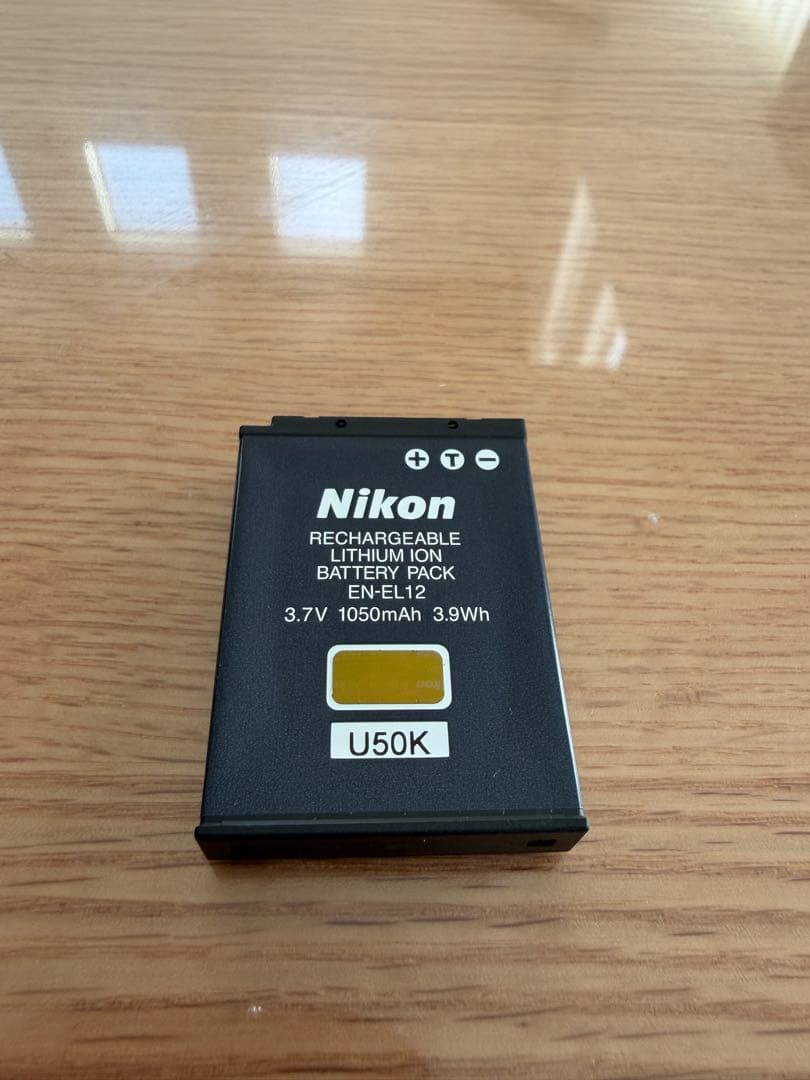 + T −
Nikon
RECHARGEABLE
LITHIUM ION
BATTERY PACK
EN-EL12
3.7V 1050mAh 3.9Wh
U50K